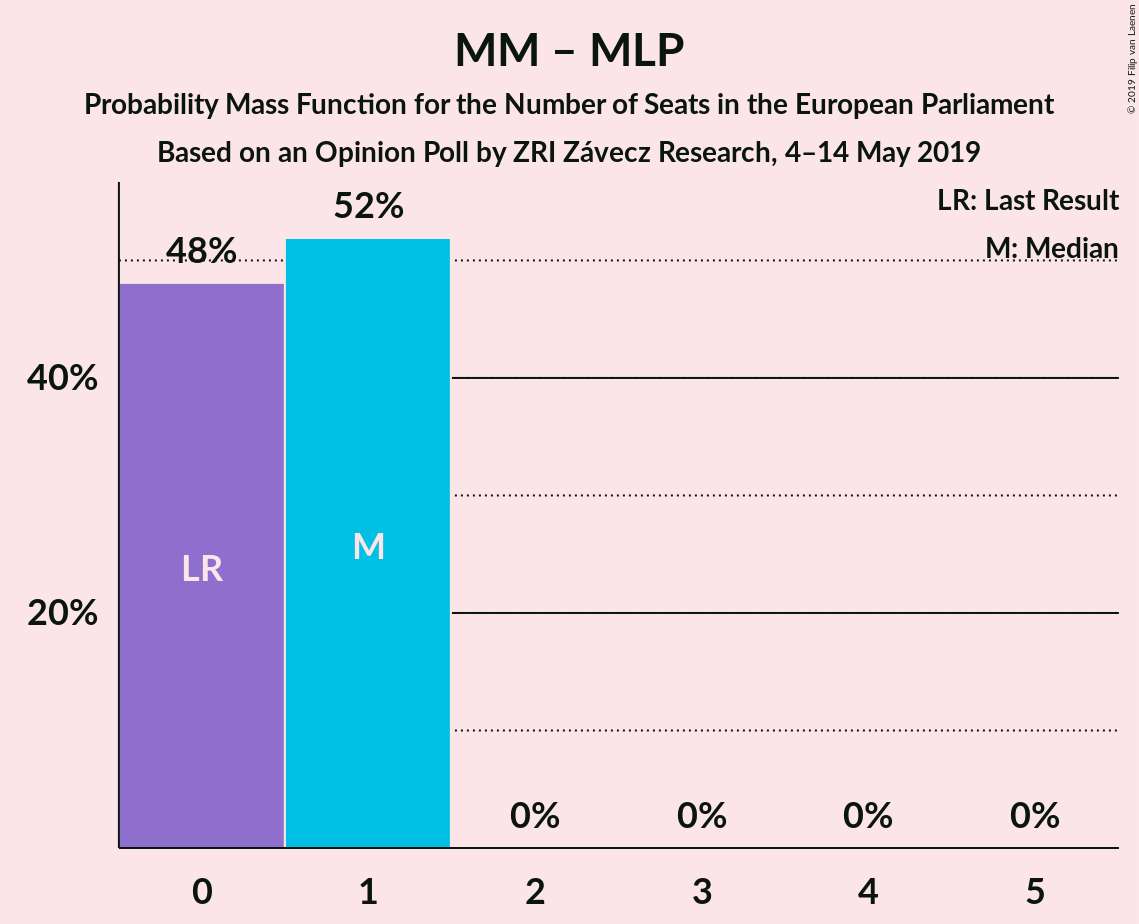 MM – MLP
Probability Mass Function for the Number of Seats in the European Parliament
Based on an Opinion Poll by ZRI Závecz Research, 4–14 May 2019
© 2019 Filip van Laenen
LR: Last Result
M: Median
52%
48%
40%
20%
LR
M
0%
0%
0%
0%
0
1
2
3
4
5